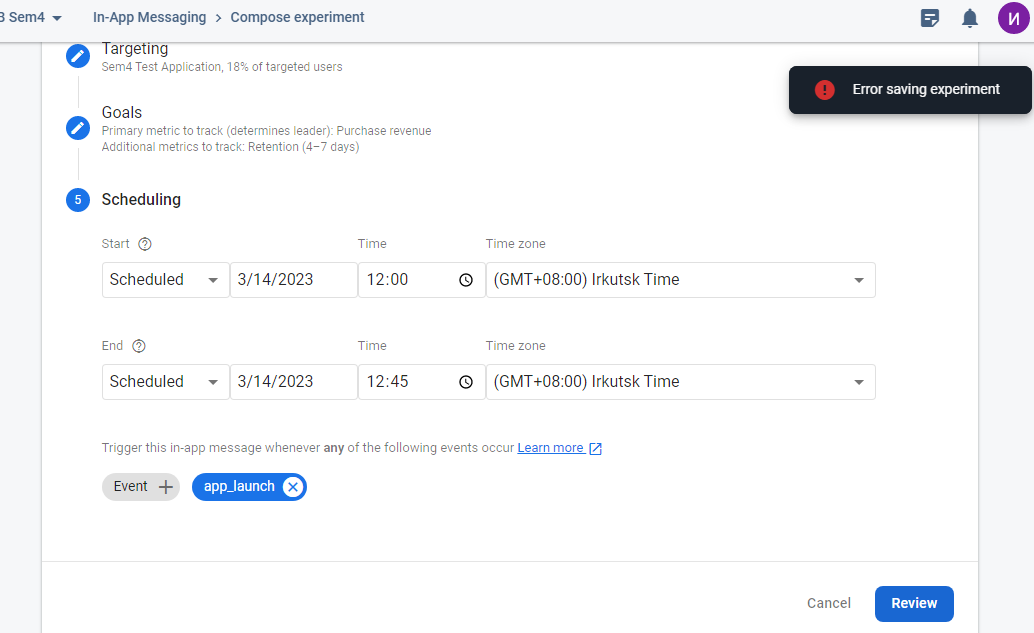 3 Sem4
In-App Messaging > Compose experiment
И
Targeting
Sem4 Test Application, 18% of targeted users
Error saving experiment
Goals
Primary metric to track (determines leader): Purchase revenue
Additional metrics to track: Retention (4–7 days)
5 Scheduling
Start Time Time zone
Scheduled 3/14/2023 12:00 (GMT+08:00) Irkutsk Time
End Time Time zone
Scheduled 3/14/2023 12:45 (GMT+08:00) Irkutsk Time
Trigger this in-app message whenever any of the following events occur Learn more
Event app_launch
Cancel Review